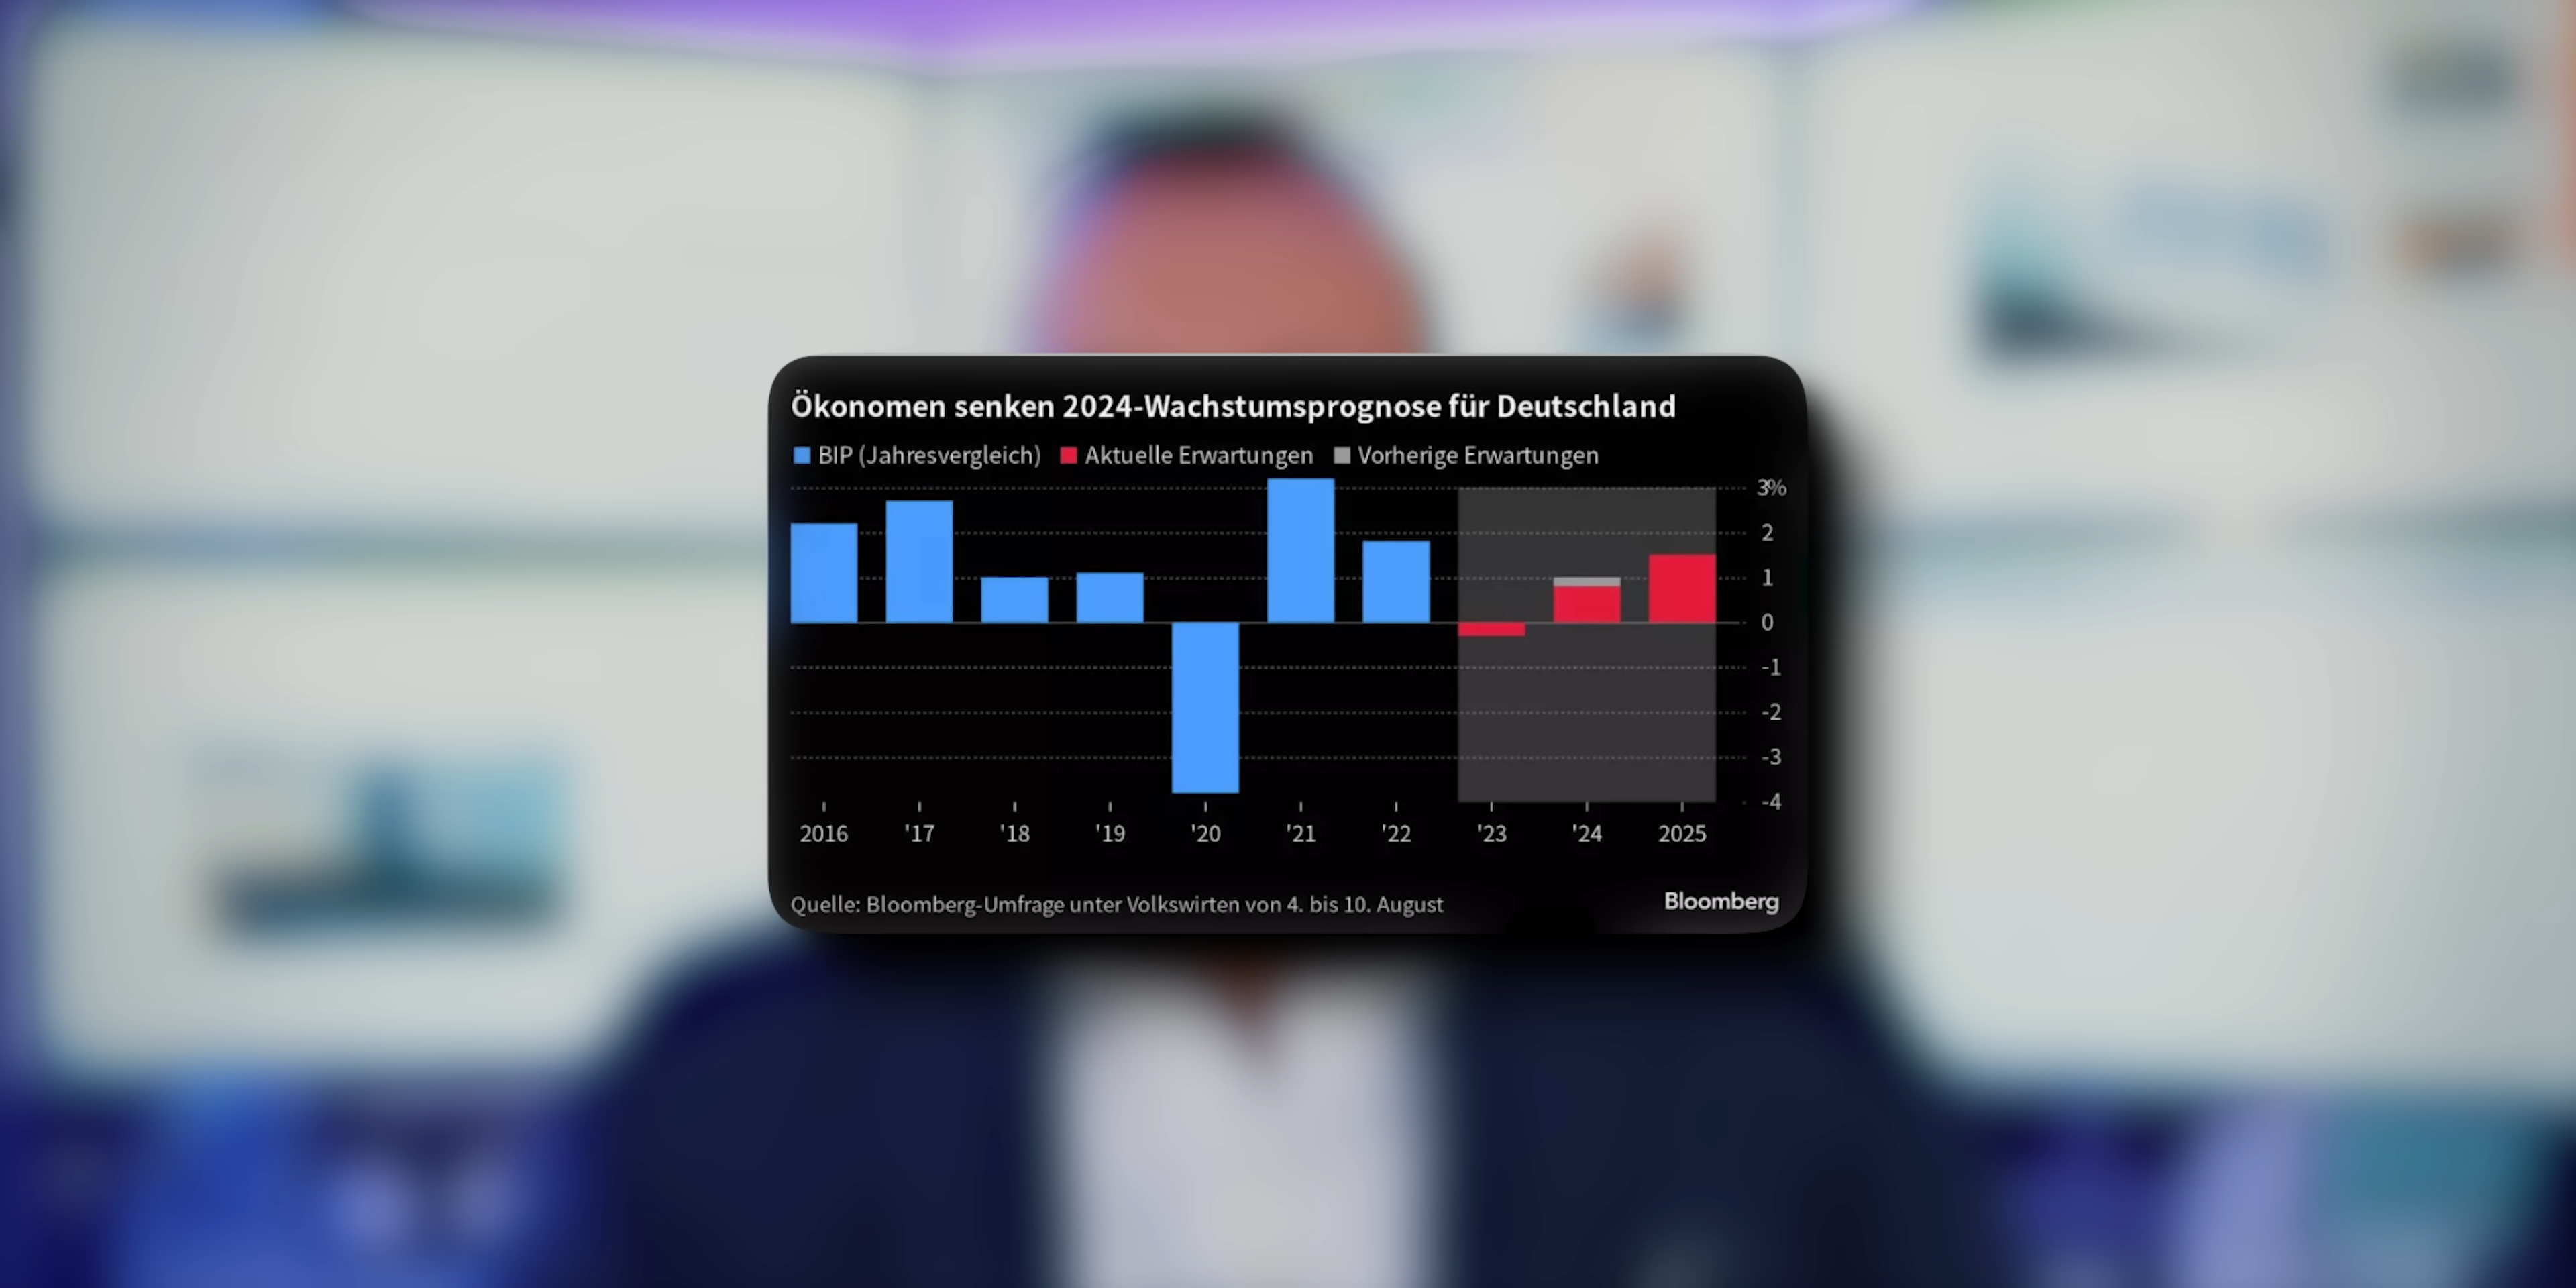 Ökonomen senken 2024-Wachstumsprognose für Deutschland
BIP (Jahresvergleich) Aktuelle Erwartungen Vorherige Erwartungen
3%
2
1
0
-1
-2
-3
-4
2016 '17 '18 '19 '20 '21 '22 '23 '24 2025
Quelle: Bloomberg-Umfrage unter Volkswirten von 4. bis 10. August
Bloomberg